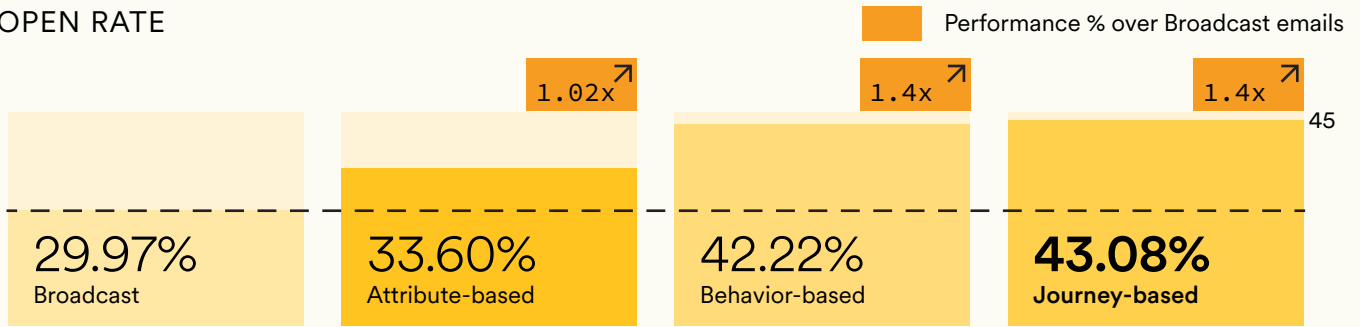 OPEN RATE
Performance % over Broadcast emails
1.02x
1.4x
1.4x
45
29.97%
33.60%
42.22%
43.08%
Broadcast
Attribute-based
Behavior-based
Journey-based